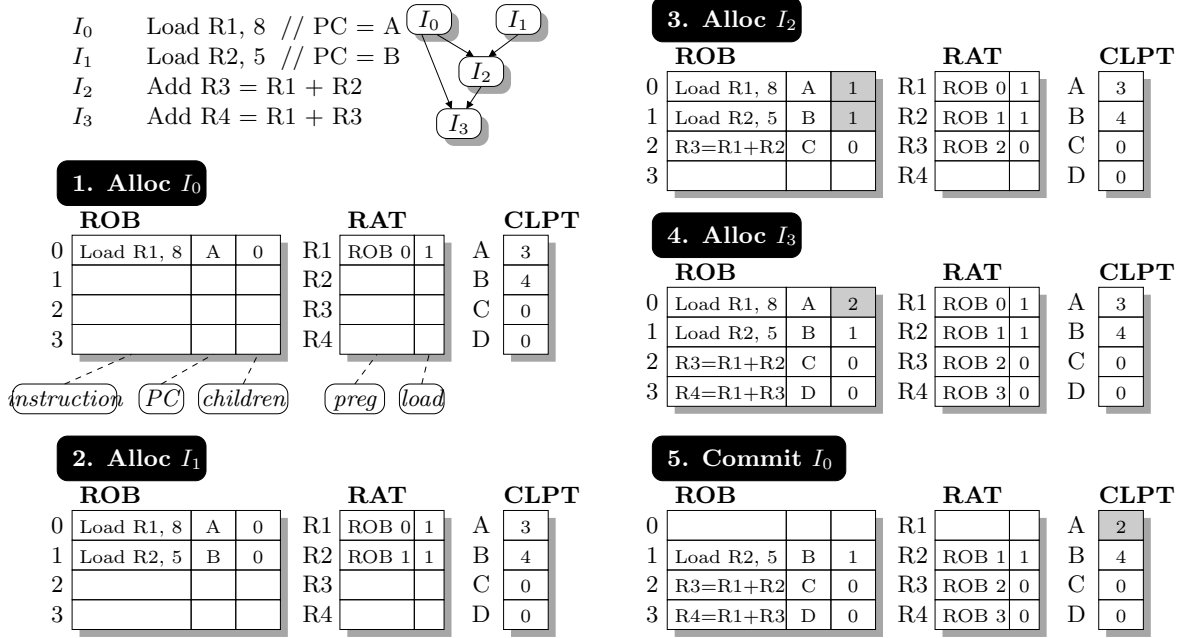 I0 Load R1, 8 // PC = A
I1 Load R2, 5 // PC = B
I2 Add R3 = R1 + R2
I3 Add R4 = R1 + R3
I0 I1
I2
I3
1. Alloc I0
ROB RAT CLPT
0 Load R1, 8 A 0 R1 ROB 0 1 A 3
1 R2 B 4
2 R3 C 0
3 R4 D 0
instruction PC children preg load
2. Alloc I1
ROB RAT CLPT
0 Load R1, 8 A 0 R1 ROB 0 1 A 3
1 Load R2, 5 B 0 R2 ROB 1 1 B 4
2 R3 C 0
3 R4 D 0
3. Alloc I2
ROB RAT CLPT
0 Load R1, 8 A 1 R1 ROB 0 1 A 3
1 Load R2, 5 B 1 R2 ROB 1 1 B 4
2 R3=R1+R2 C 0 R3 ROB 2 0 C 0
3 R4 D 0
4. Alloc I3
ROB RAT CLPT
0 Load R1, 8 A 2 R1 ROB 0 1 A 3
1 Load R2, 5 B 1 R2 ROB 1 1 B 4
2 R3=R1+R2 C 0 R3 ROB 2 0 C 0
3 R4=R1+R3 D 0 R4 ROB 3 0 D 0
5. Commit I0
ROB RAT CLPT
0 R1 A 2
1 Load R2, 5 B 1 R2 ROB 1 1 B 4
2 R3=R1+R2 C 0 R3 ROB 2 0 C 0
3 R4=R1+R3 D 0 R4 ROB 3 0 D 0